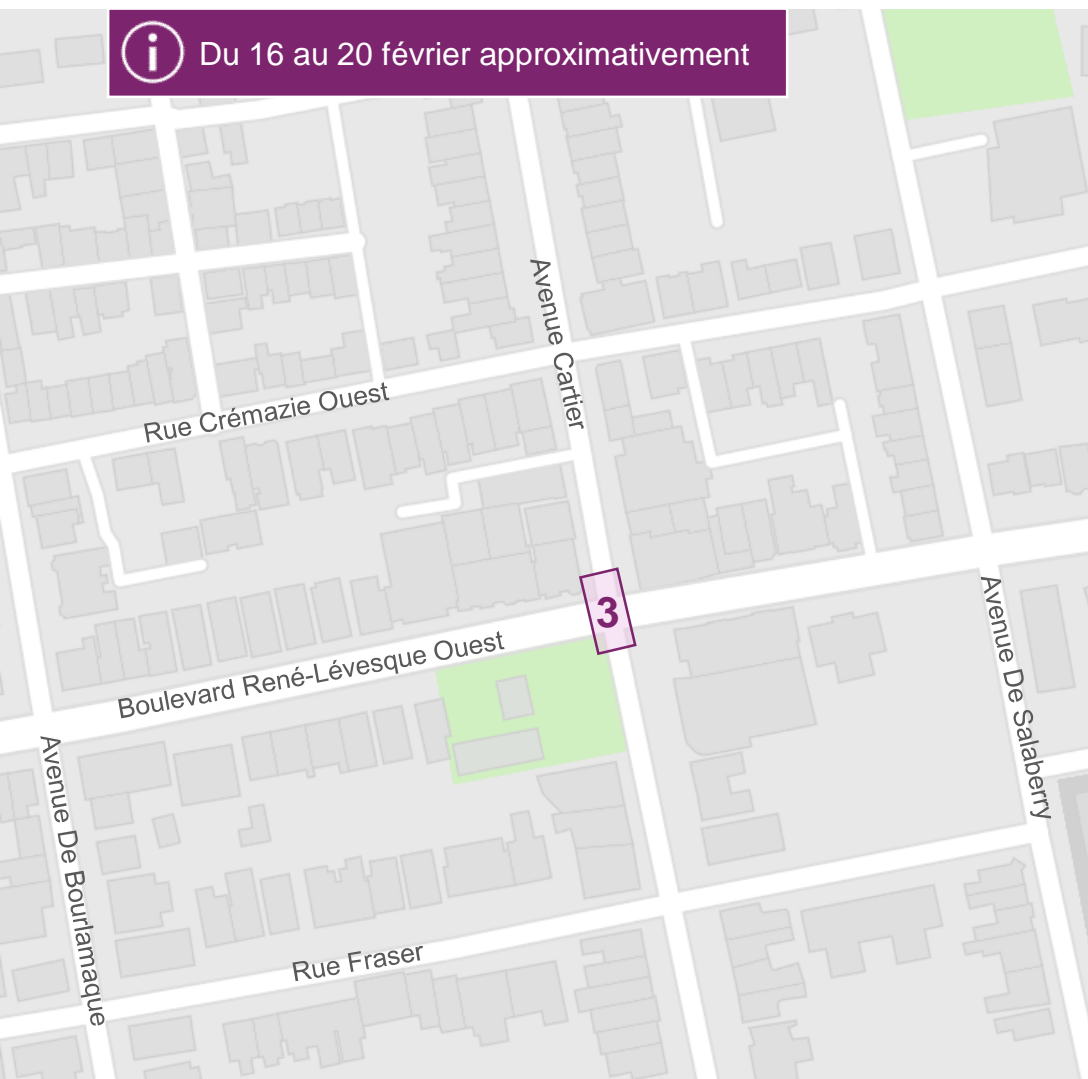 Du 16 au 20 février approximativement
Avenue Cartier
Rue Crémazie Ouest
3
Avenue De Salaberry
Boulevard René-Lévesque Ouest
Avenue De Bourlamaque
Rue Fraser